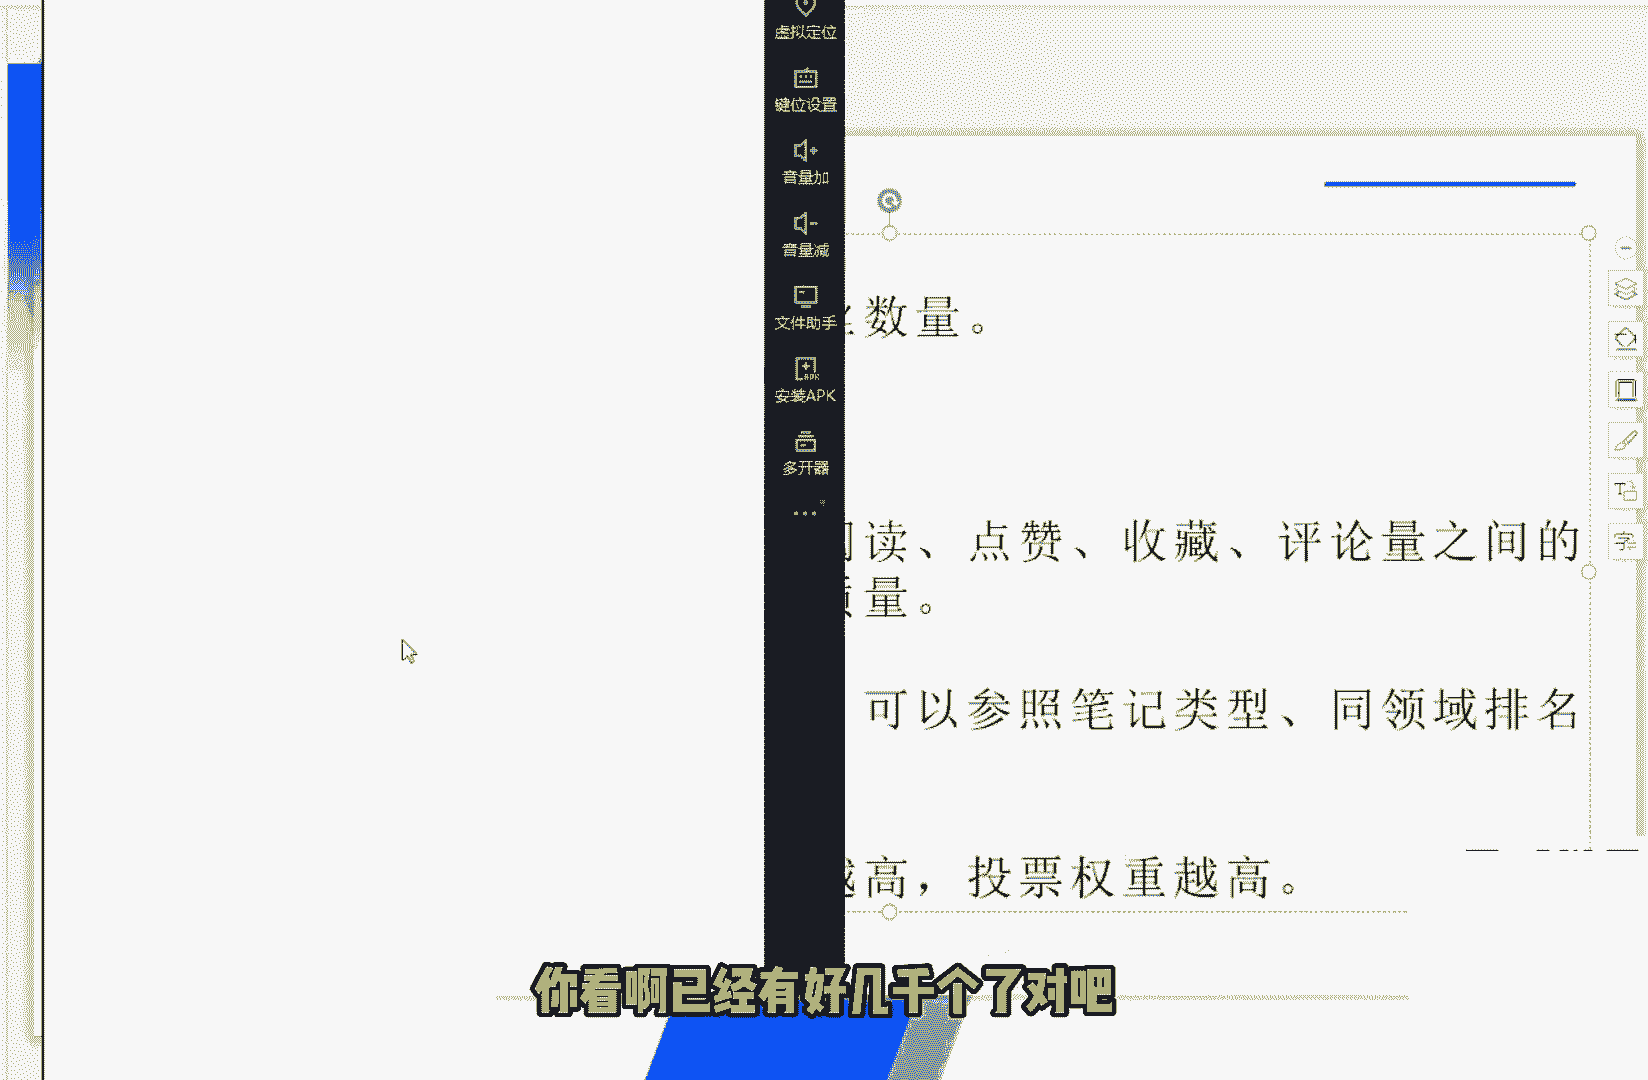 虚拟定位
键位设置
音量加
音量减
文件助手
安装APK
多开器
数量。
读、点赞、收藏、评论量之间的
质量。
可以参照笔记类型、同领域排名
越高，投票权重越高。
你看啊已经有好几千个了对吧